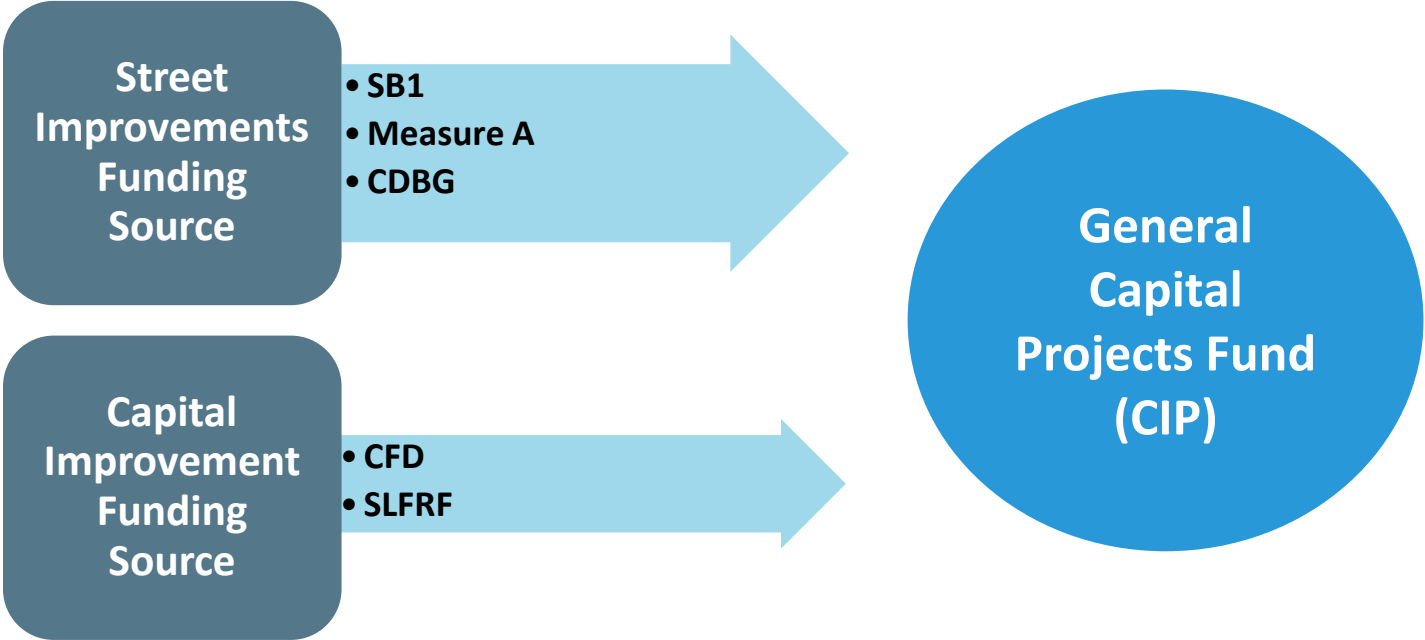 Street
Improvements
Funding
Source
• SB1
• Measure A
• CDBG
Capital
Improvement
Funding
Source
• CFD
• SLFRF
General
Capital
Projects Fund
(CIP)